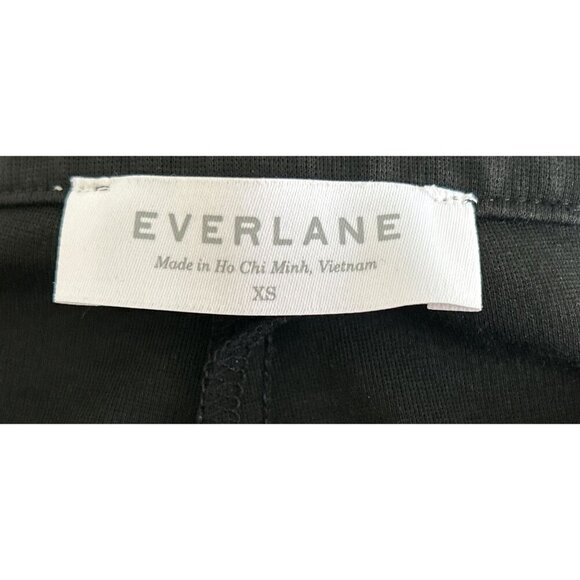 EVERLANE
Made in Ho Chi Minh, Vietnam
XS